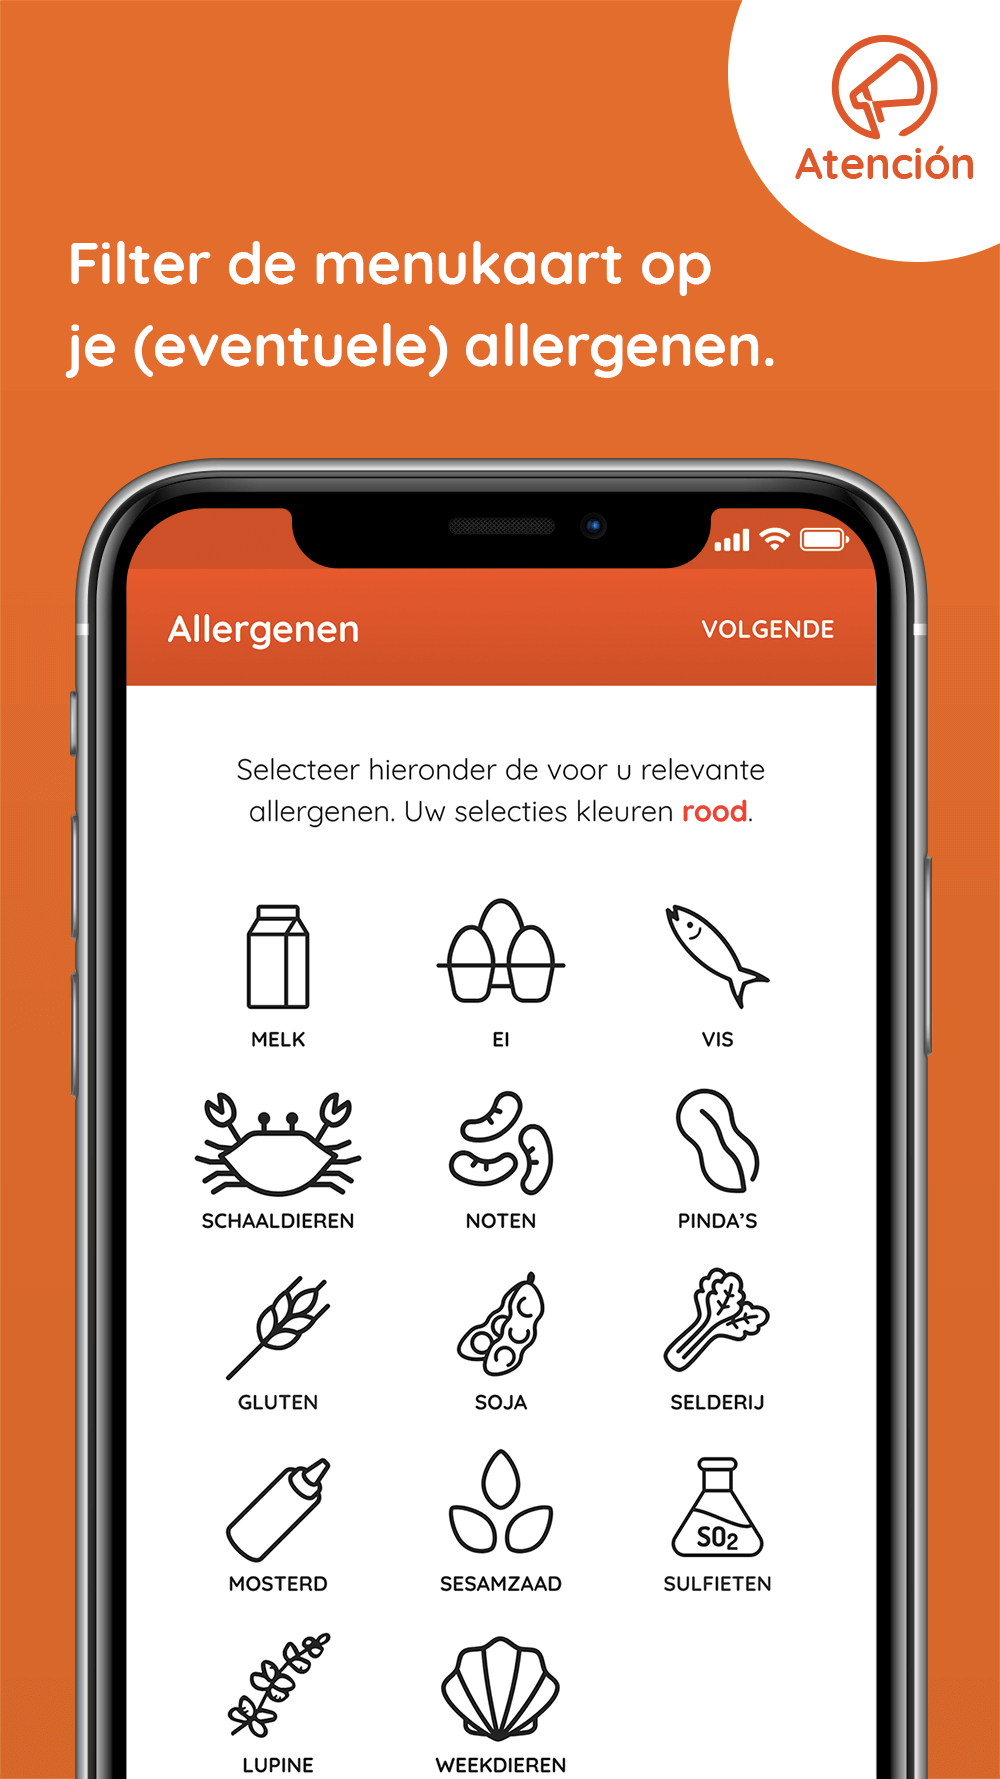 Atención
Filter de menukaart op
je (eventuele) allergenen.
Allergenen
VOLGENDE
Selecteer hieronder de voor u relevante
allergenen. Uw selecties kleuren rood.
MELK
EI
VIS
SCHAALDIEREN
NOTEN
PINDA'S
GLUTEN
SOJA
SELDERIJ
SO2
MOSTERD
SESAMZAAD
SULFIETEN
LUPINE
WEEKDIEREN